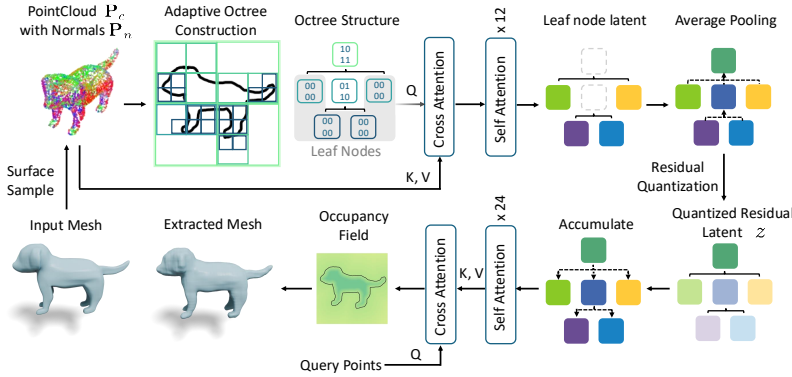 PointCloud P_c
with Normals P_n
Adaptive Octree
Construction
Octree Structure
10
11
00
00
01
10
00
00
00
00
00
00
Leaf Nodes
Q
Cross Attention
K, V
Self Attention
x 12
Leaf node latent
Average Pooling
Surface
Sample
Residual
Quantization
Input Mesh
Extracted Mesh
Occupancy
Field
Cross Attention
K, V
Q
Query Points
Self Attention
x 24
Accumulate
Quantized Residual
Latent z